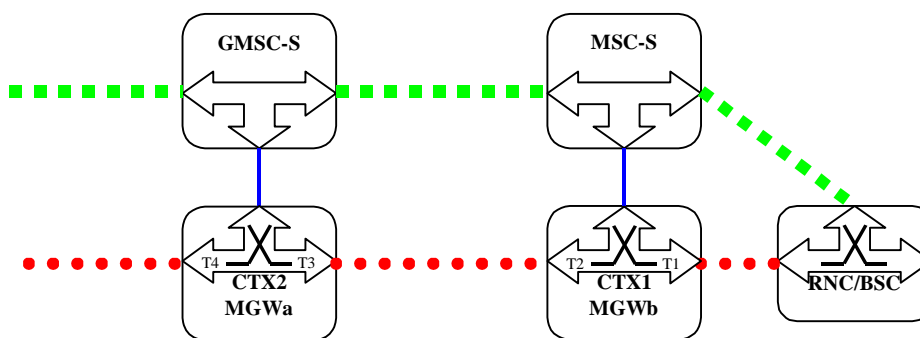 GMSC-S
MSC-S
T4
T3
CTX2
MGWa
T2
T1
CTX1
MGWb
RNC/BSC